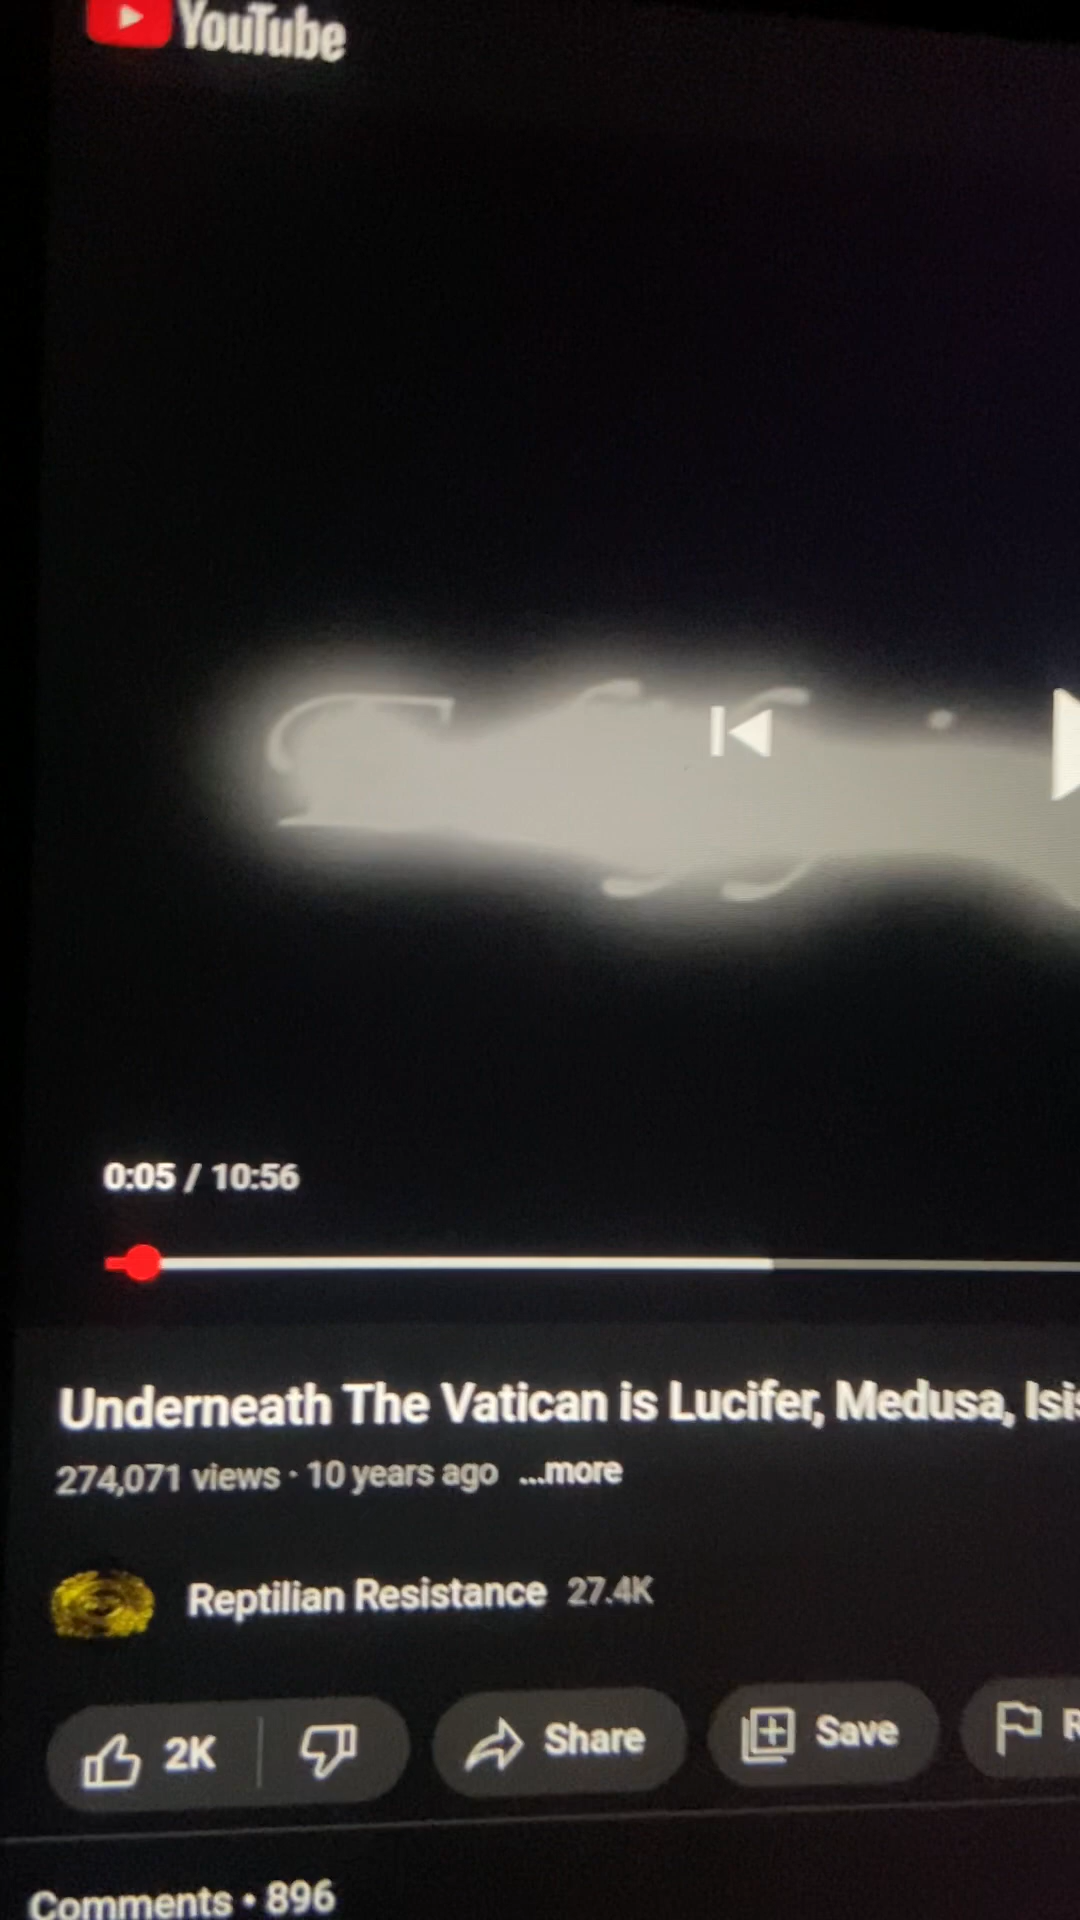 YouTube
0:05 / 10:56
Underneath The Vatican is Lucifer, Medusa, Isis
274,071 views · 10 years ago ...more
Reptilian Resistance 27.4K
2K Share Save
Comments • 896